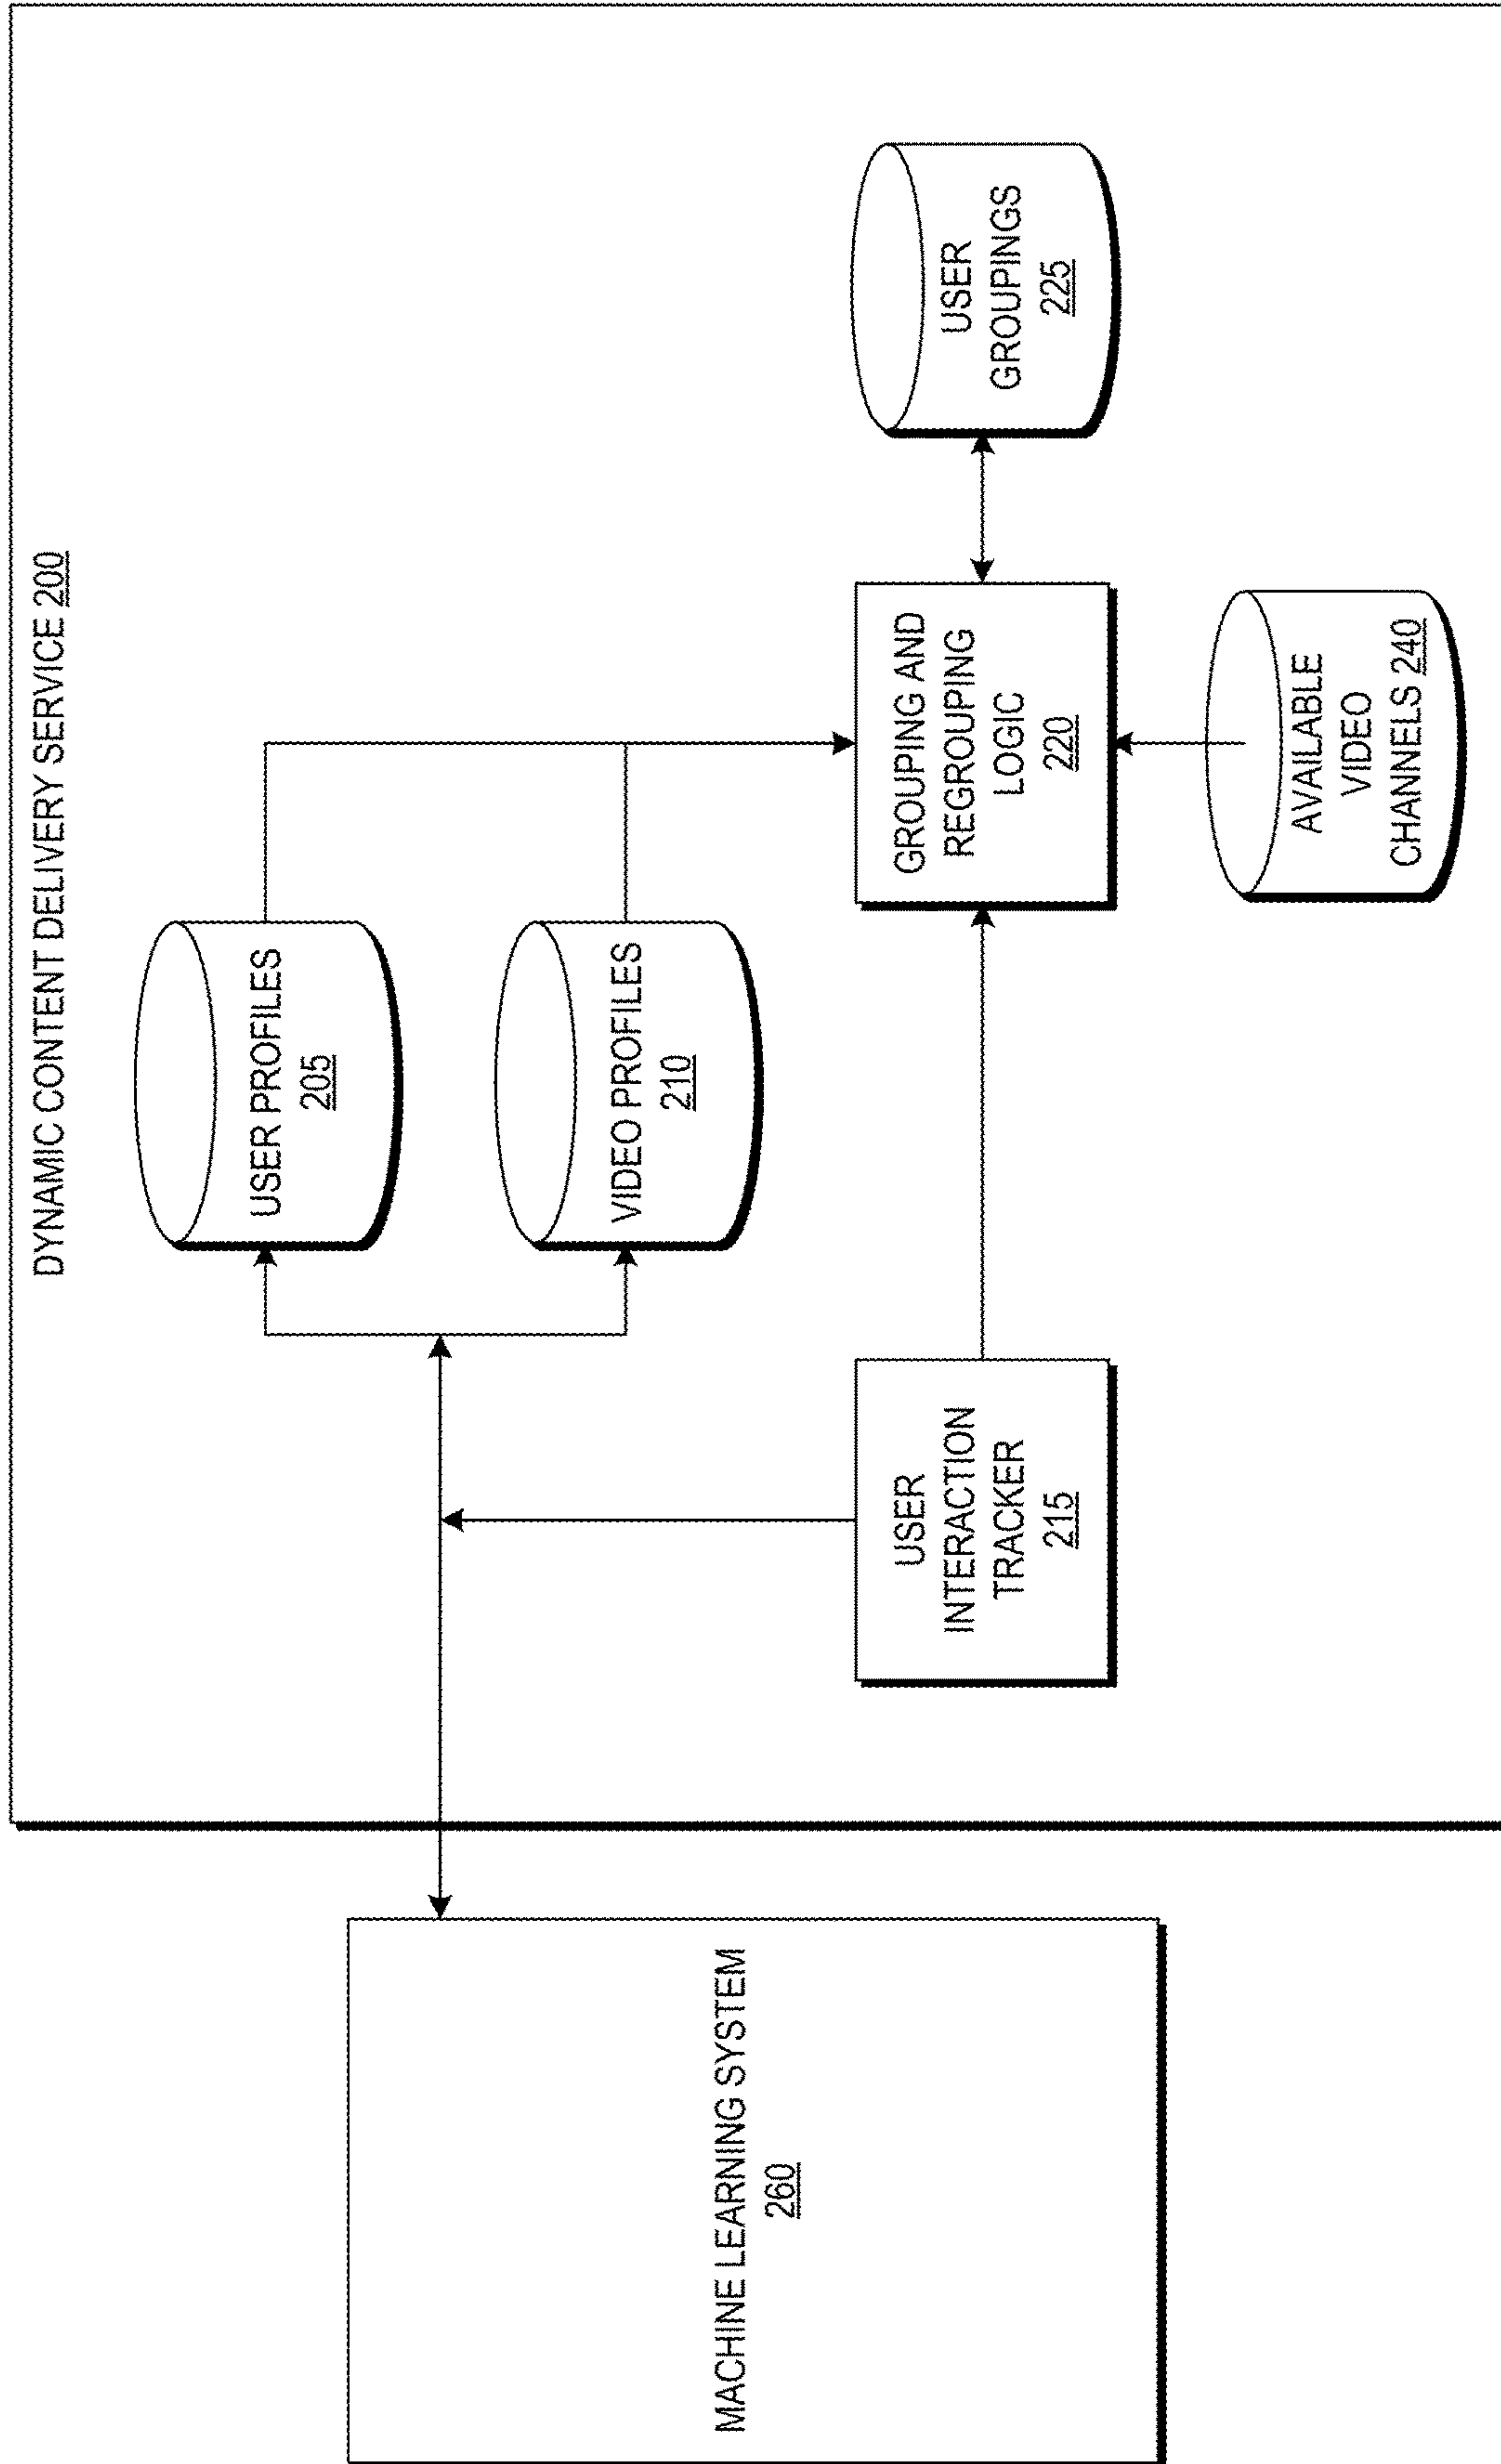 DYNAMIC CONTENT DELIVERY SERVICE 200
MACHINE LEARNING SYSTEM
260
USER PROFILES
205
VIDEO PROFILES
210
USER
INTERACTION
TRACKER
215
GROUPING AND
REGROUPING
LOGIC
220
USER
GROUPINGS
225
AVAILABLE
VIDEO
CHANNELS 240